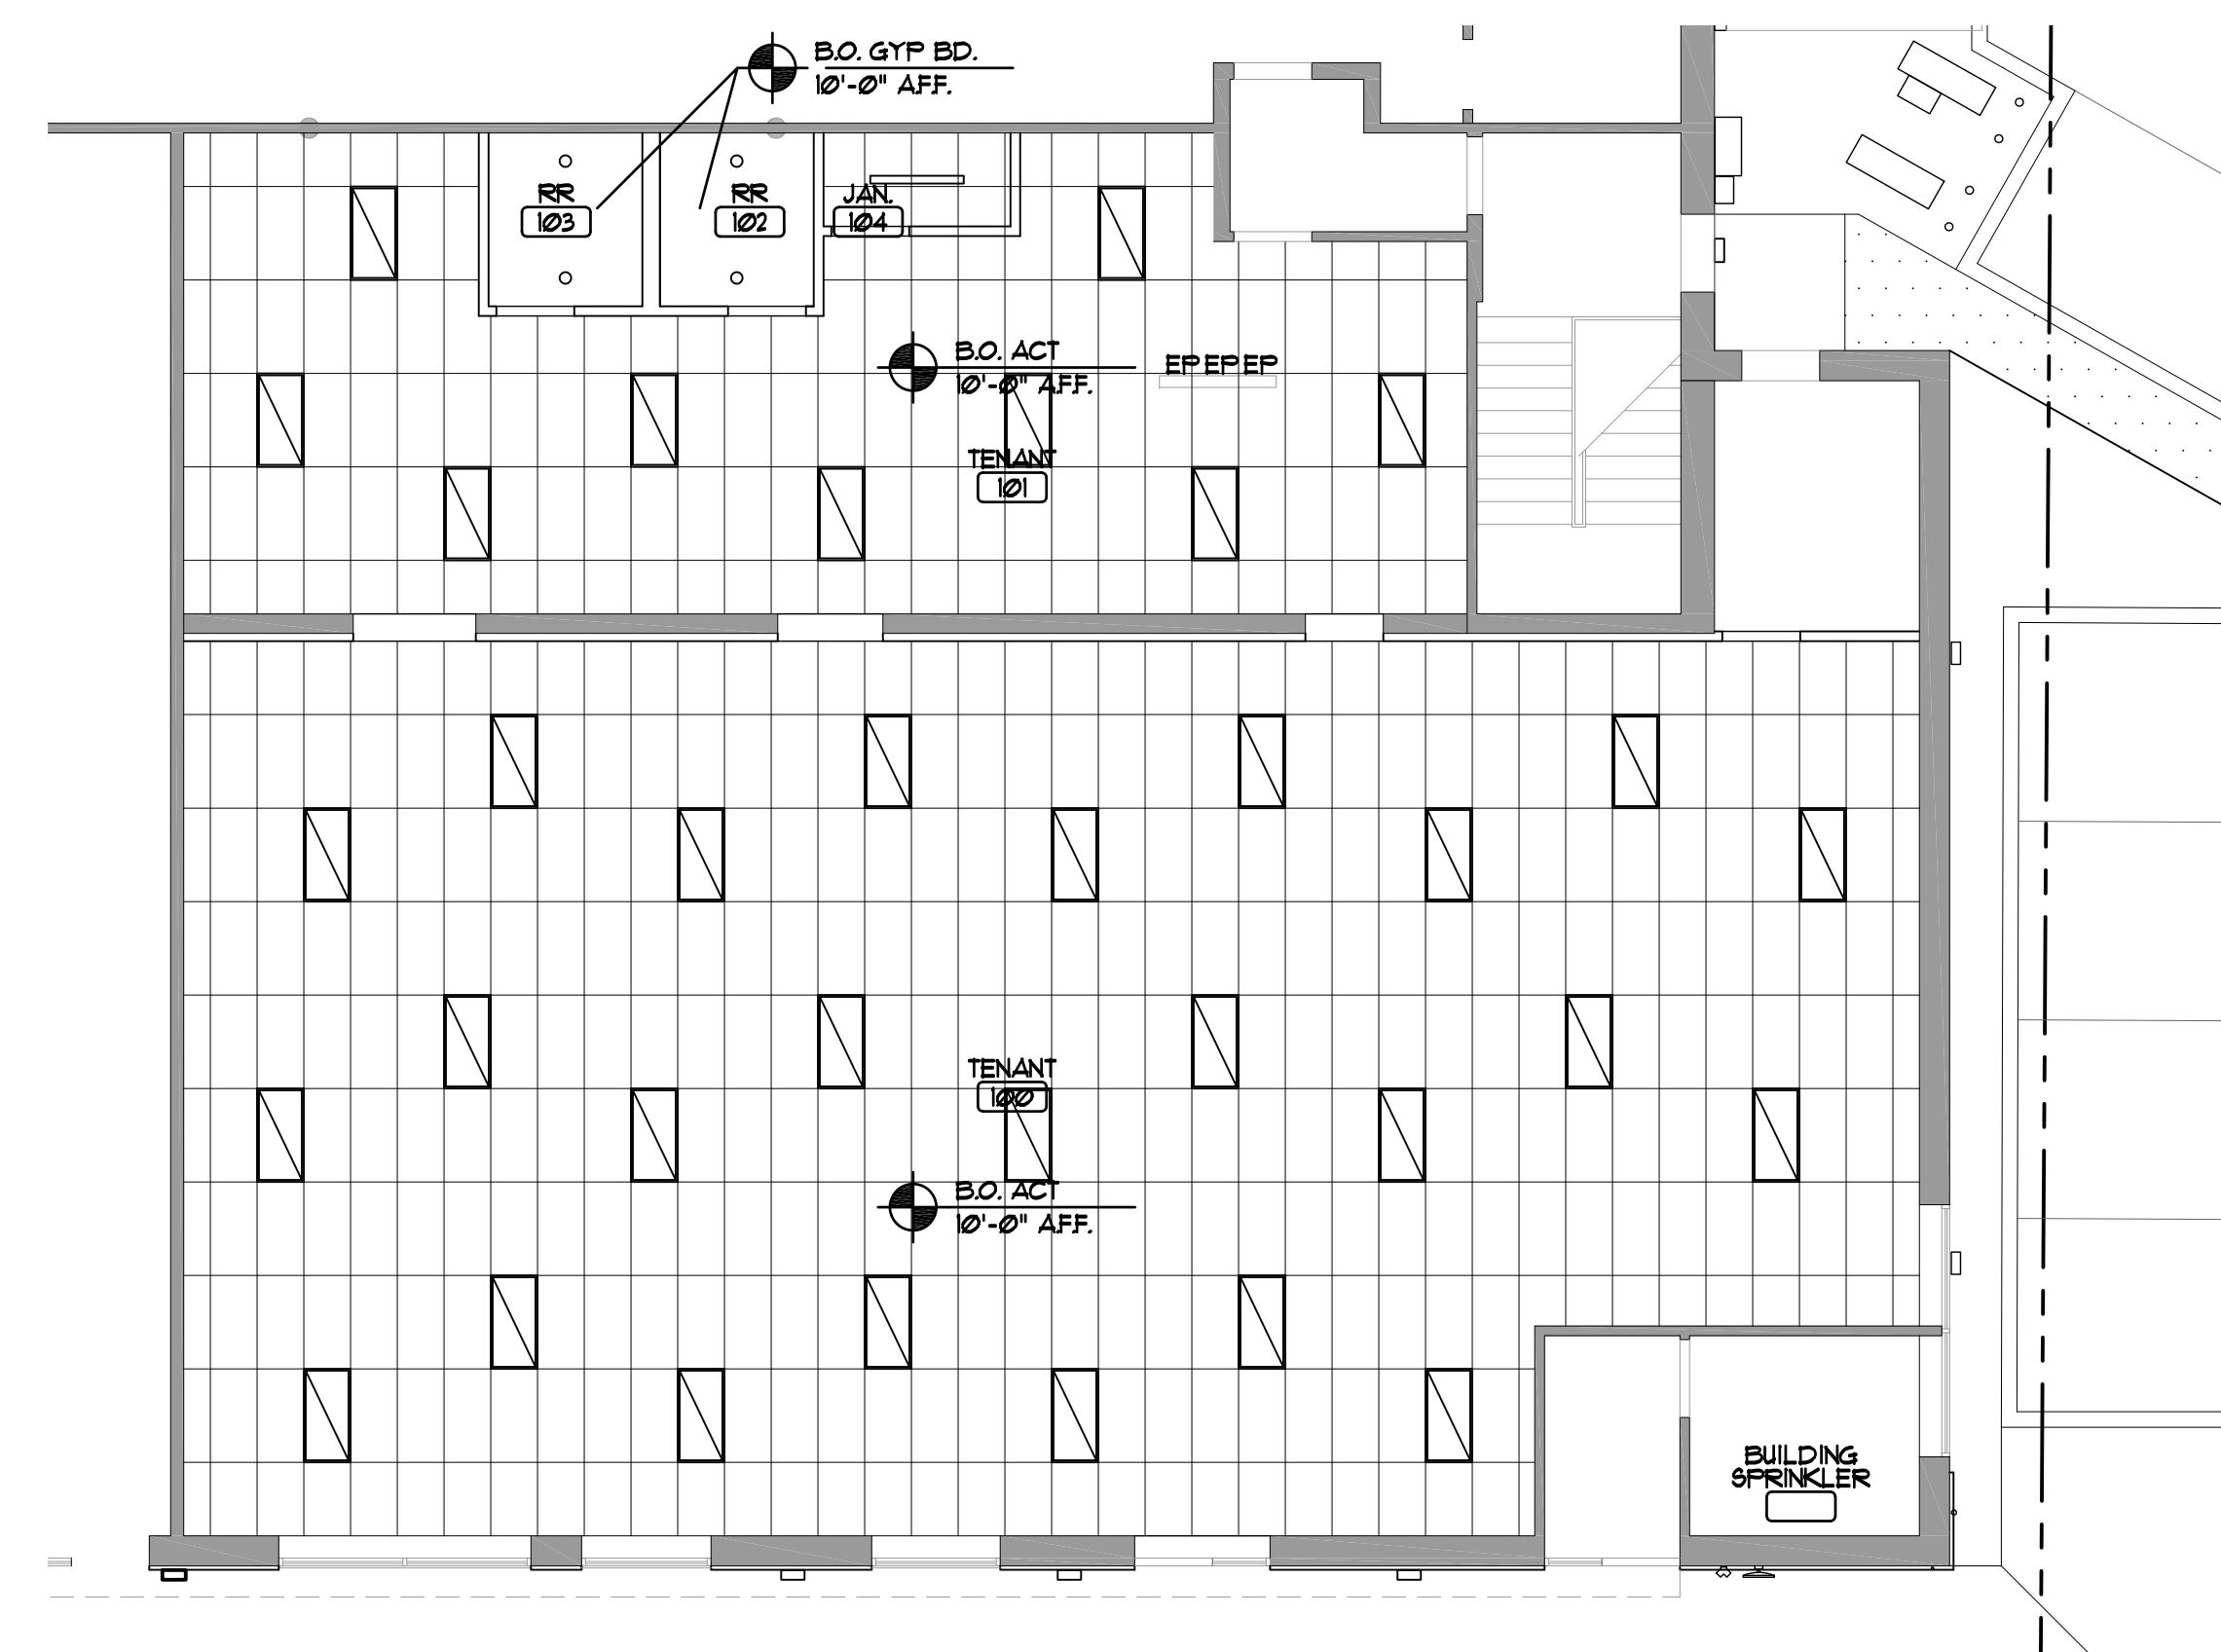 B.O. GYP BD.
10'-0" A.F.F.
RR
103
RR
102
JAN.
104
B.O. ACT
10'-0" A.F.F.
EP EP EP
TENANT
101
TENANT
100
B.O. ACT
10'-0" A.F.F.
BUILDING
SPRINKLER